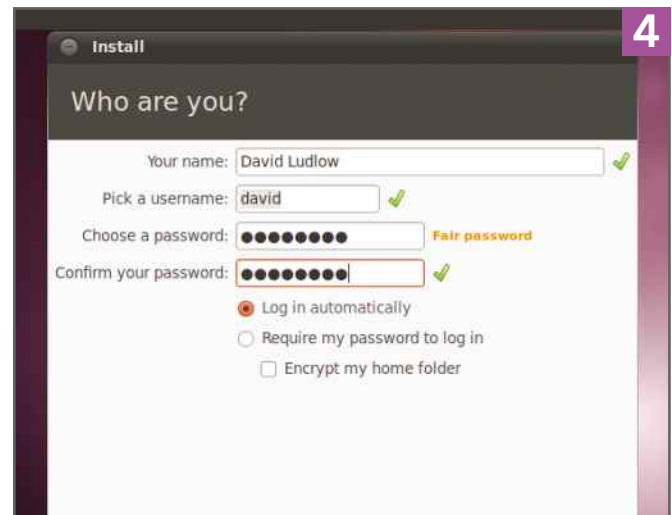 4
Install
Who are you?
Your name: David Ludlow
Pick a username: david
Choose a password: ●●●●●●●● Fair password
Confirm your password: ●●●●●●●●
Log in automatically
Require my password to log in
Encrypt my home folder